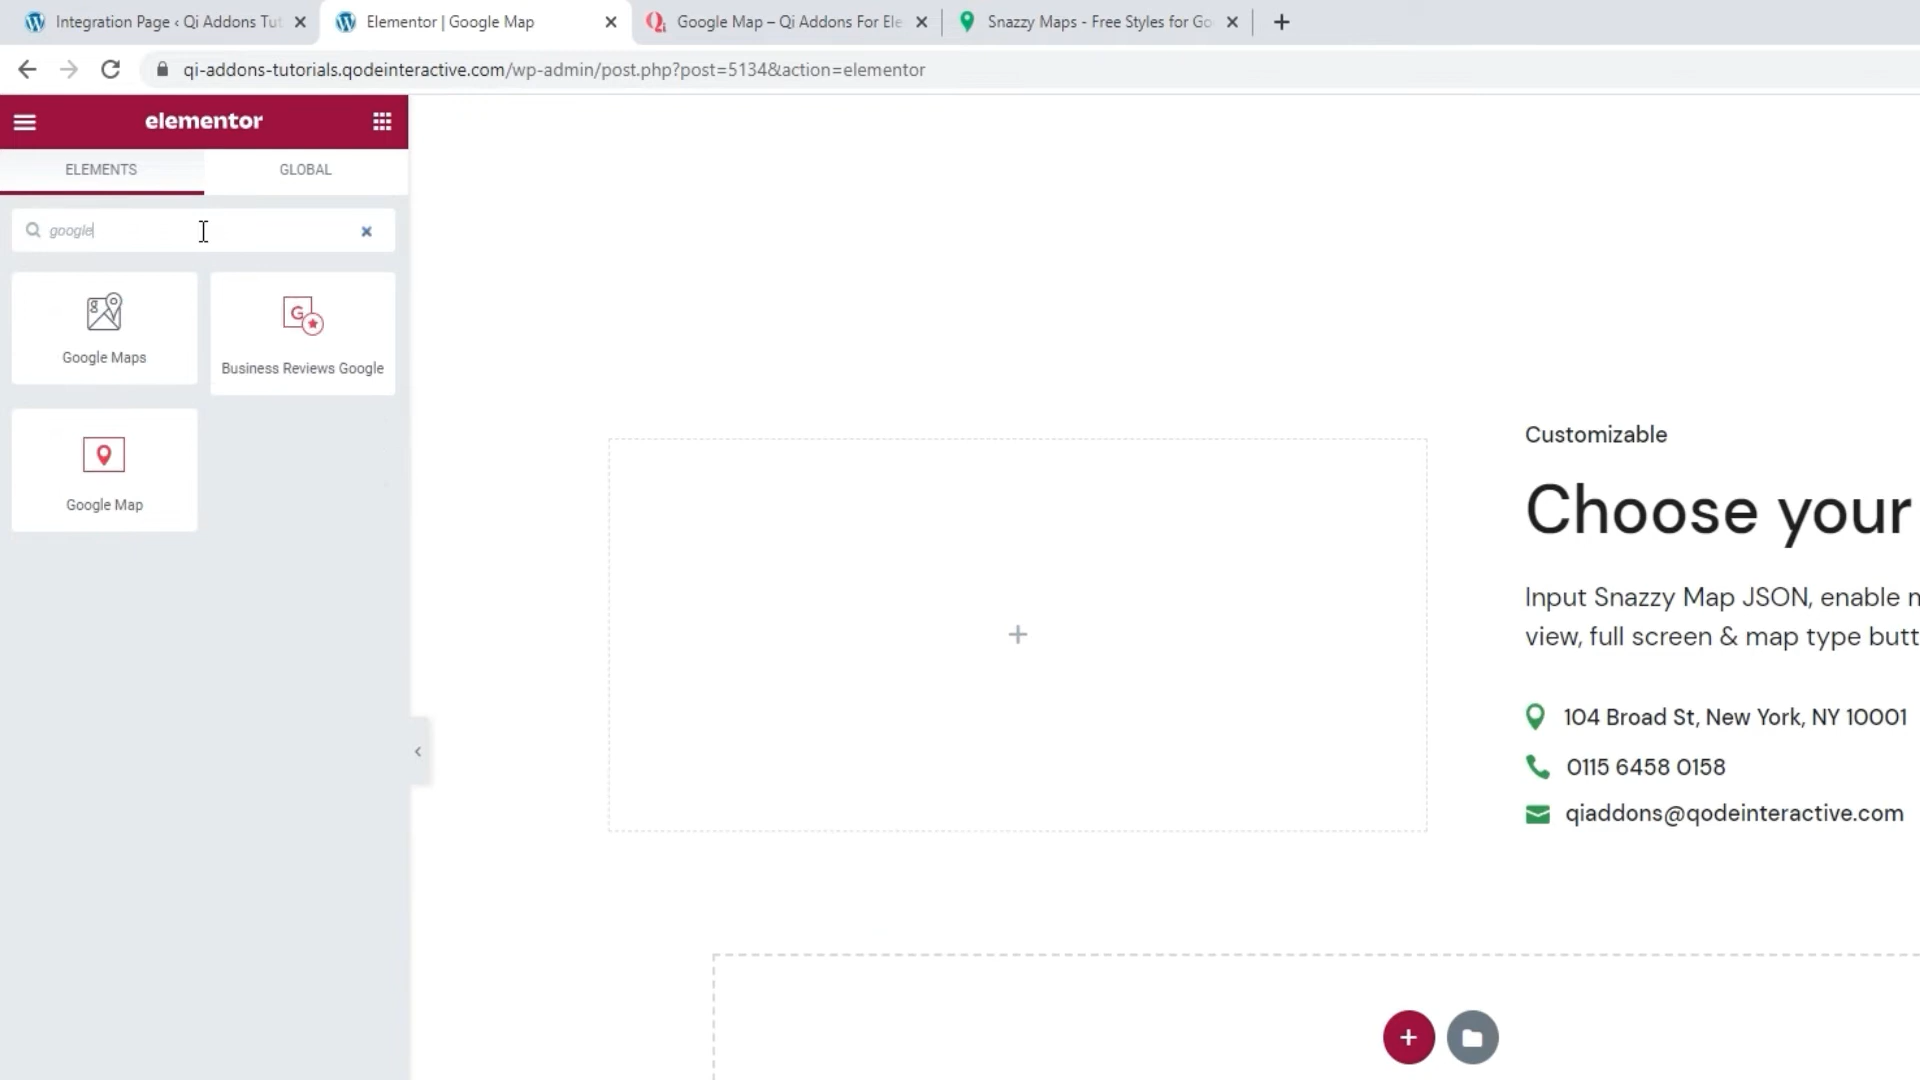 Integration Page ‹ Qi Addons Tut
Elementor | Google Map
Google Map – Qi Addons For Ele
Snazzy Maps - Free Styles for Go
qi-addons-tutorials.qodeinteractive.com/wp-admin/post.php?post=5134&action=elementor
elementor
ELEMENTS
GLOBAL
google
Google Maps
Business Reviews Google
Google Map
Customizable
Choose your
Input Snazzy Map JSON, enable
view, full screen & map type butt
104 Broad St, New York, NY 10001
0115 6458 0158
qiaddons@qodeinteractive.com